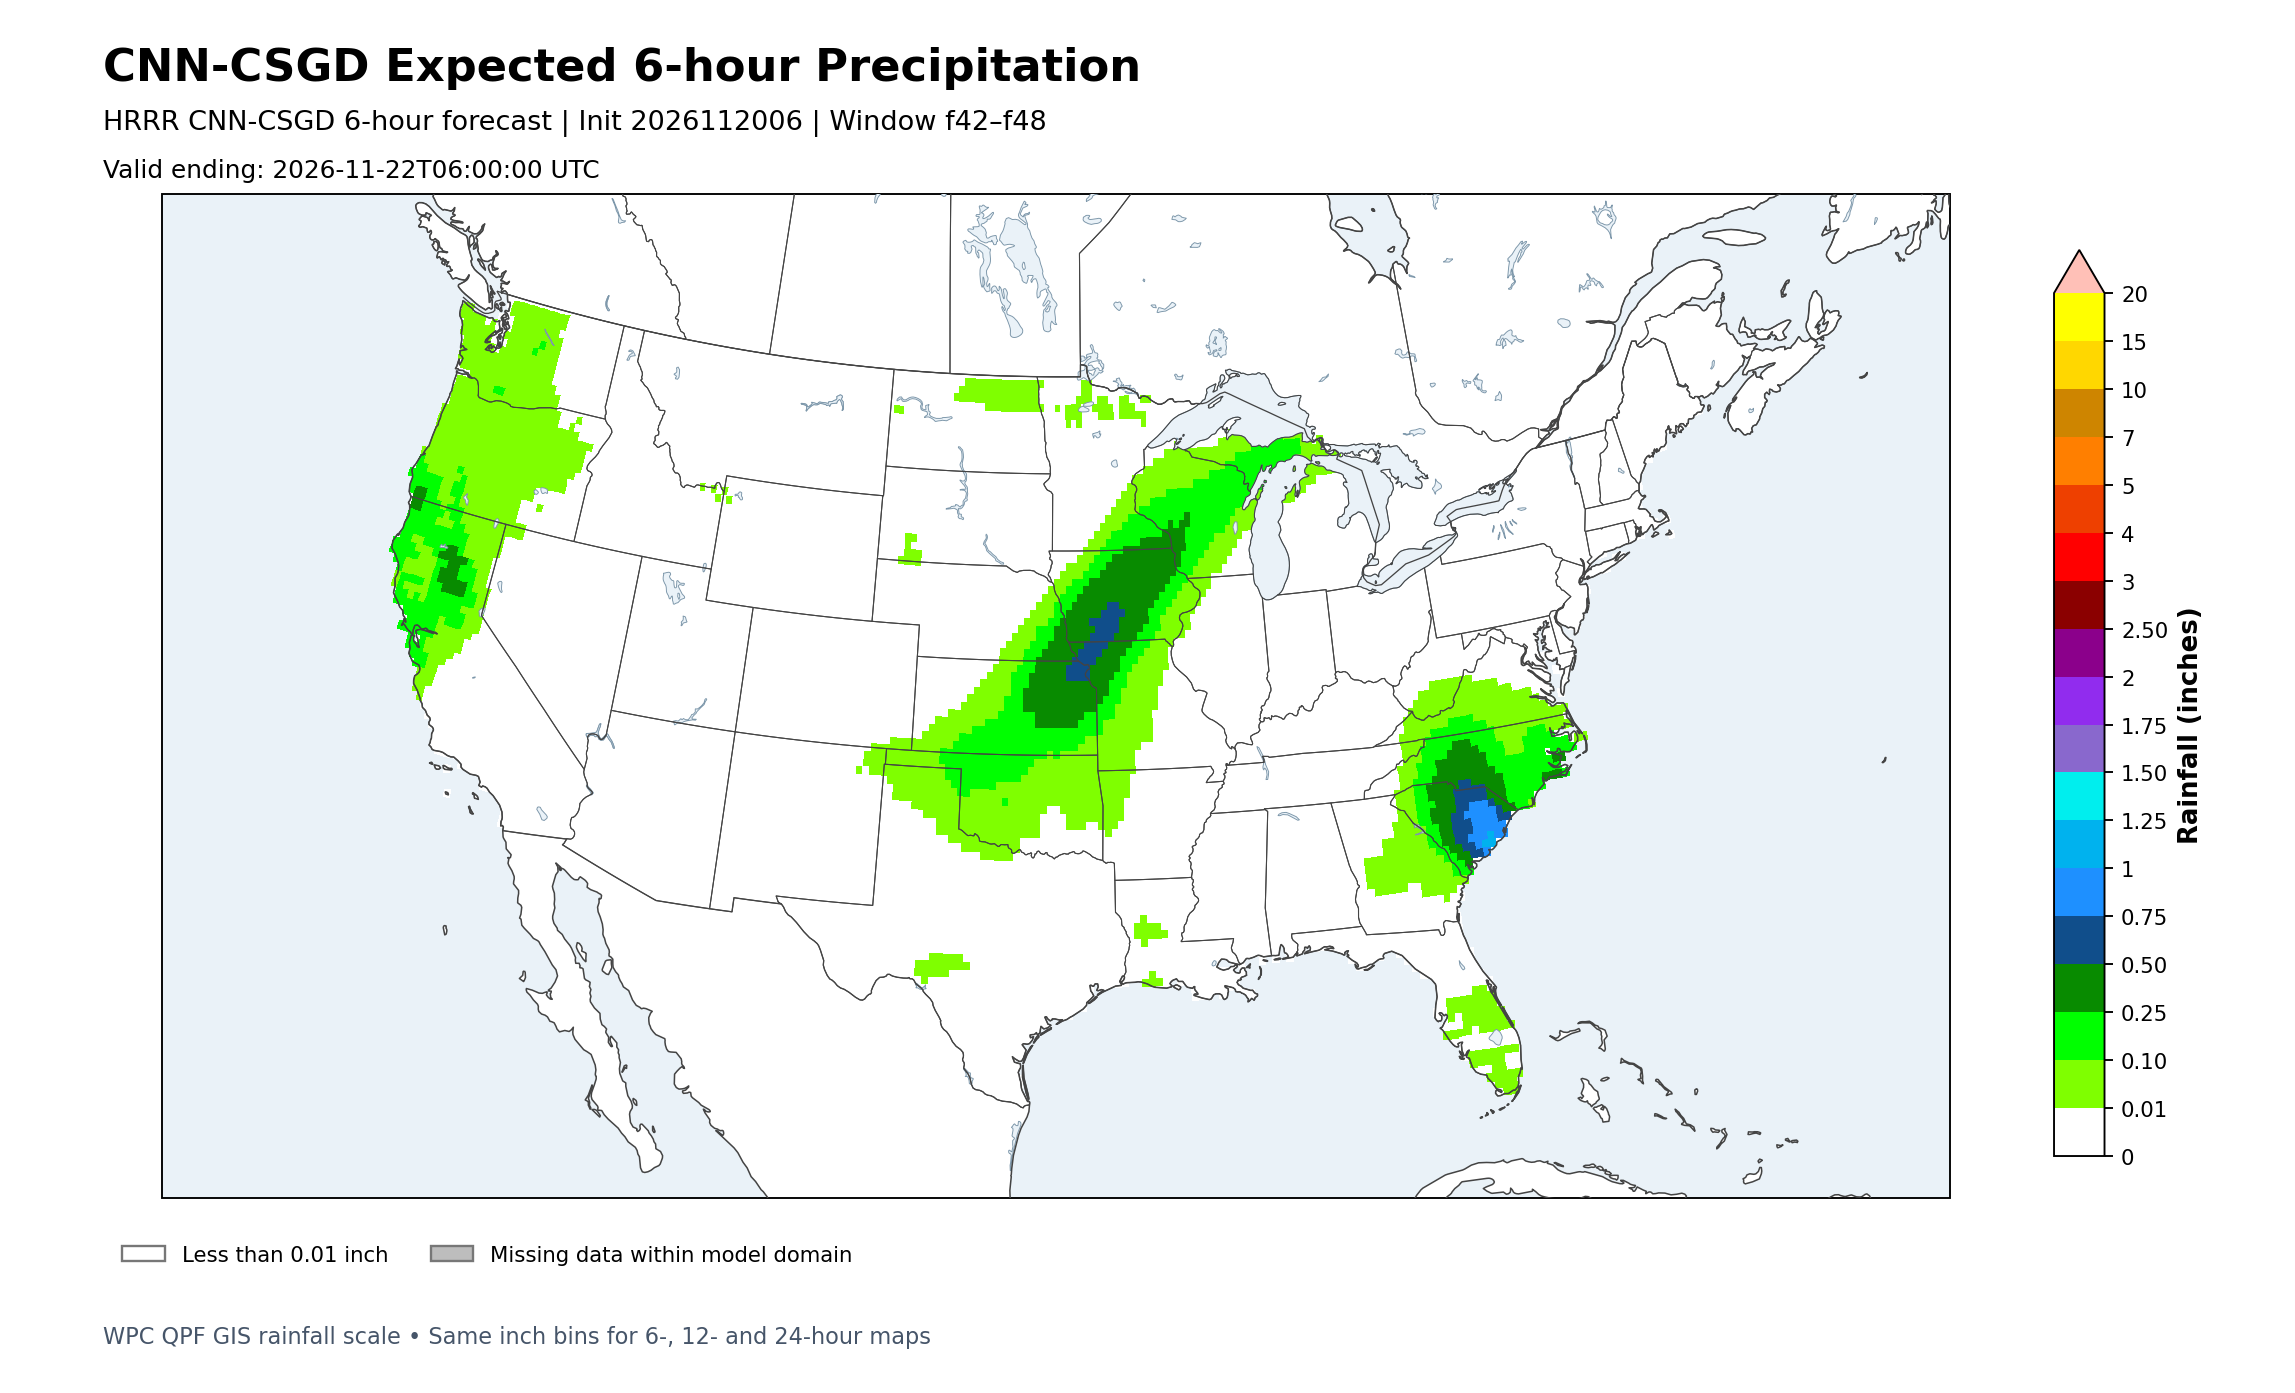 CNN-CSGD Expected 6-hour Precipitation
HRRR CNN-CSGD 6-hour forecast | Init 2026112006 | Window f42–f48
Valid ending: 2026-11-22T06:00:00 UTC
20
15
10
7
5
4
3
2.50
2
1.75
1.50
1.25
1
0.75
0.50
0.25
0.10
0.01
0
Rainfall (inches)
Less than 0.01 inch
Missing data within model domain
WPC QPF GIS rainfall scale • Same inch bins for 6-, 12- and 24-hour maps